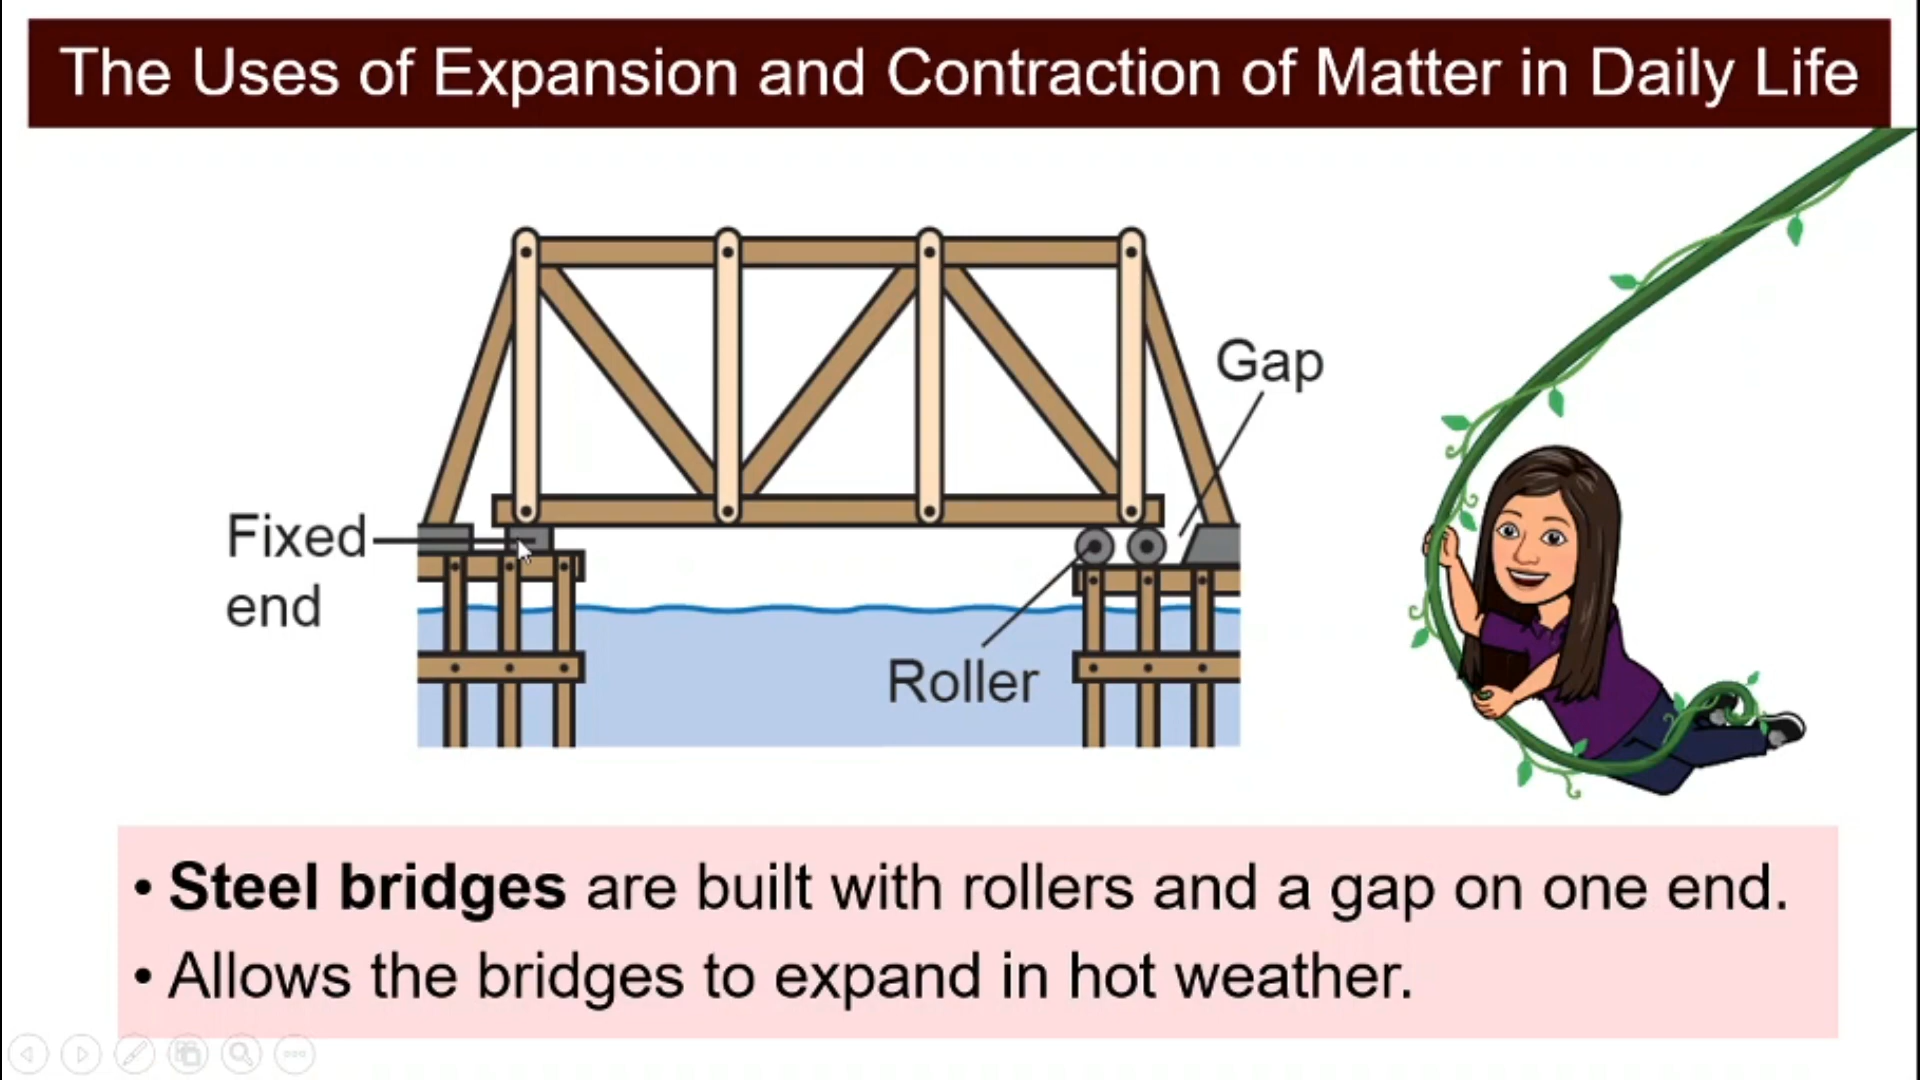 The Uses of Expansion and Contraction of Matter in Daily Life
Gap
Fixed
end
Roller
• Steel bridges are built with rollers and a gap on one end.
• Allows the bridges to expand in hot weather.